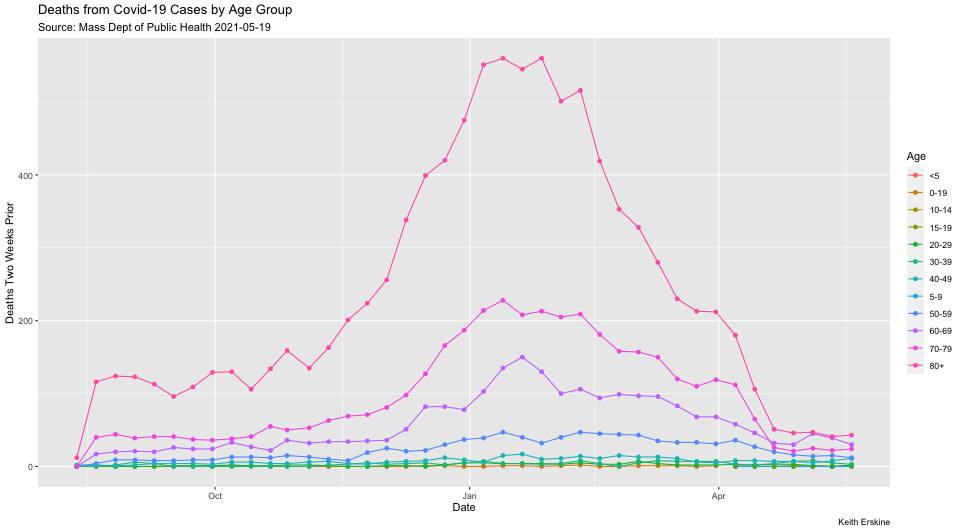 Deaths from Covid-19 Cases by Age Group
Source: Mass Dept of Public Health 2021-05-19
Deaths Two Weeks Prior
400
200
0
Oct
Jan
Apr
Date
Age
<5
0-19
10-14
15-19
20-29
30-39
40-49
5-9
50-59
60-69
70-79
80+
Keith Erskine